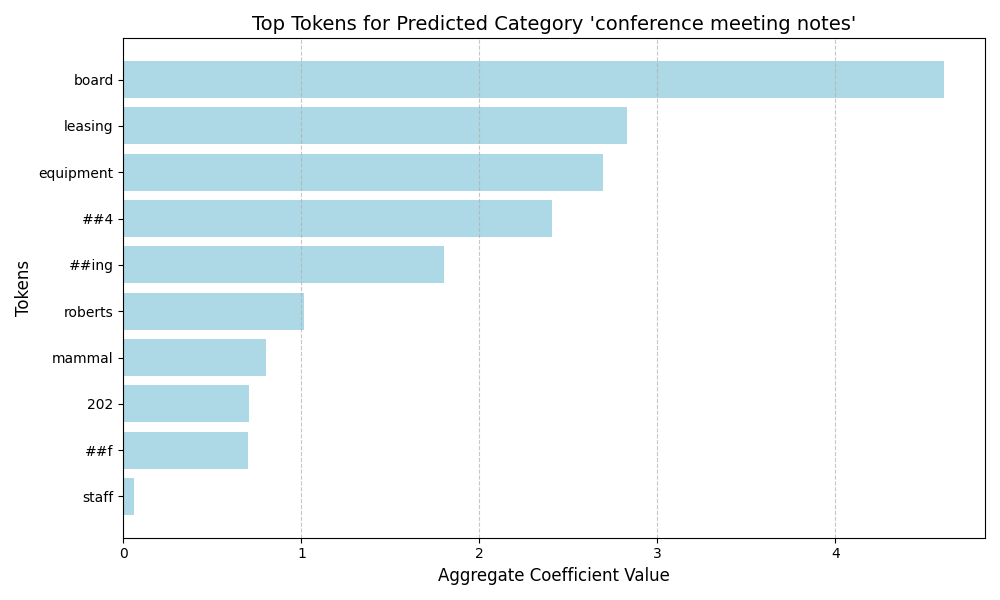 Top Tokens for Predicted Category 'conference meeting notes'
board
leasing
equipment
##4
##ing
roberts
mammal
202
##f
staff
Tokens
0 1 2 3 4
Aggregate Coefficient Value